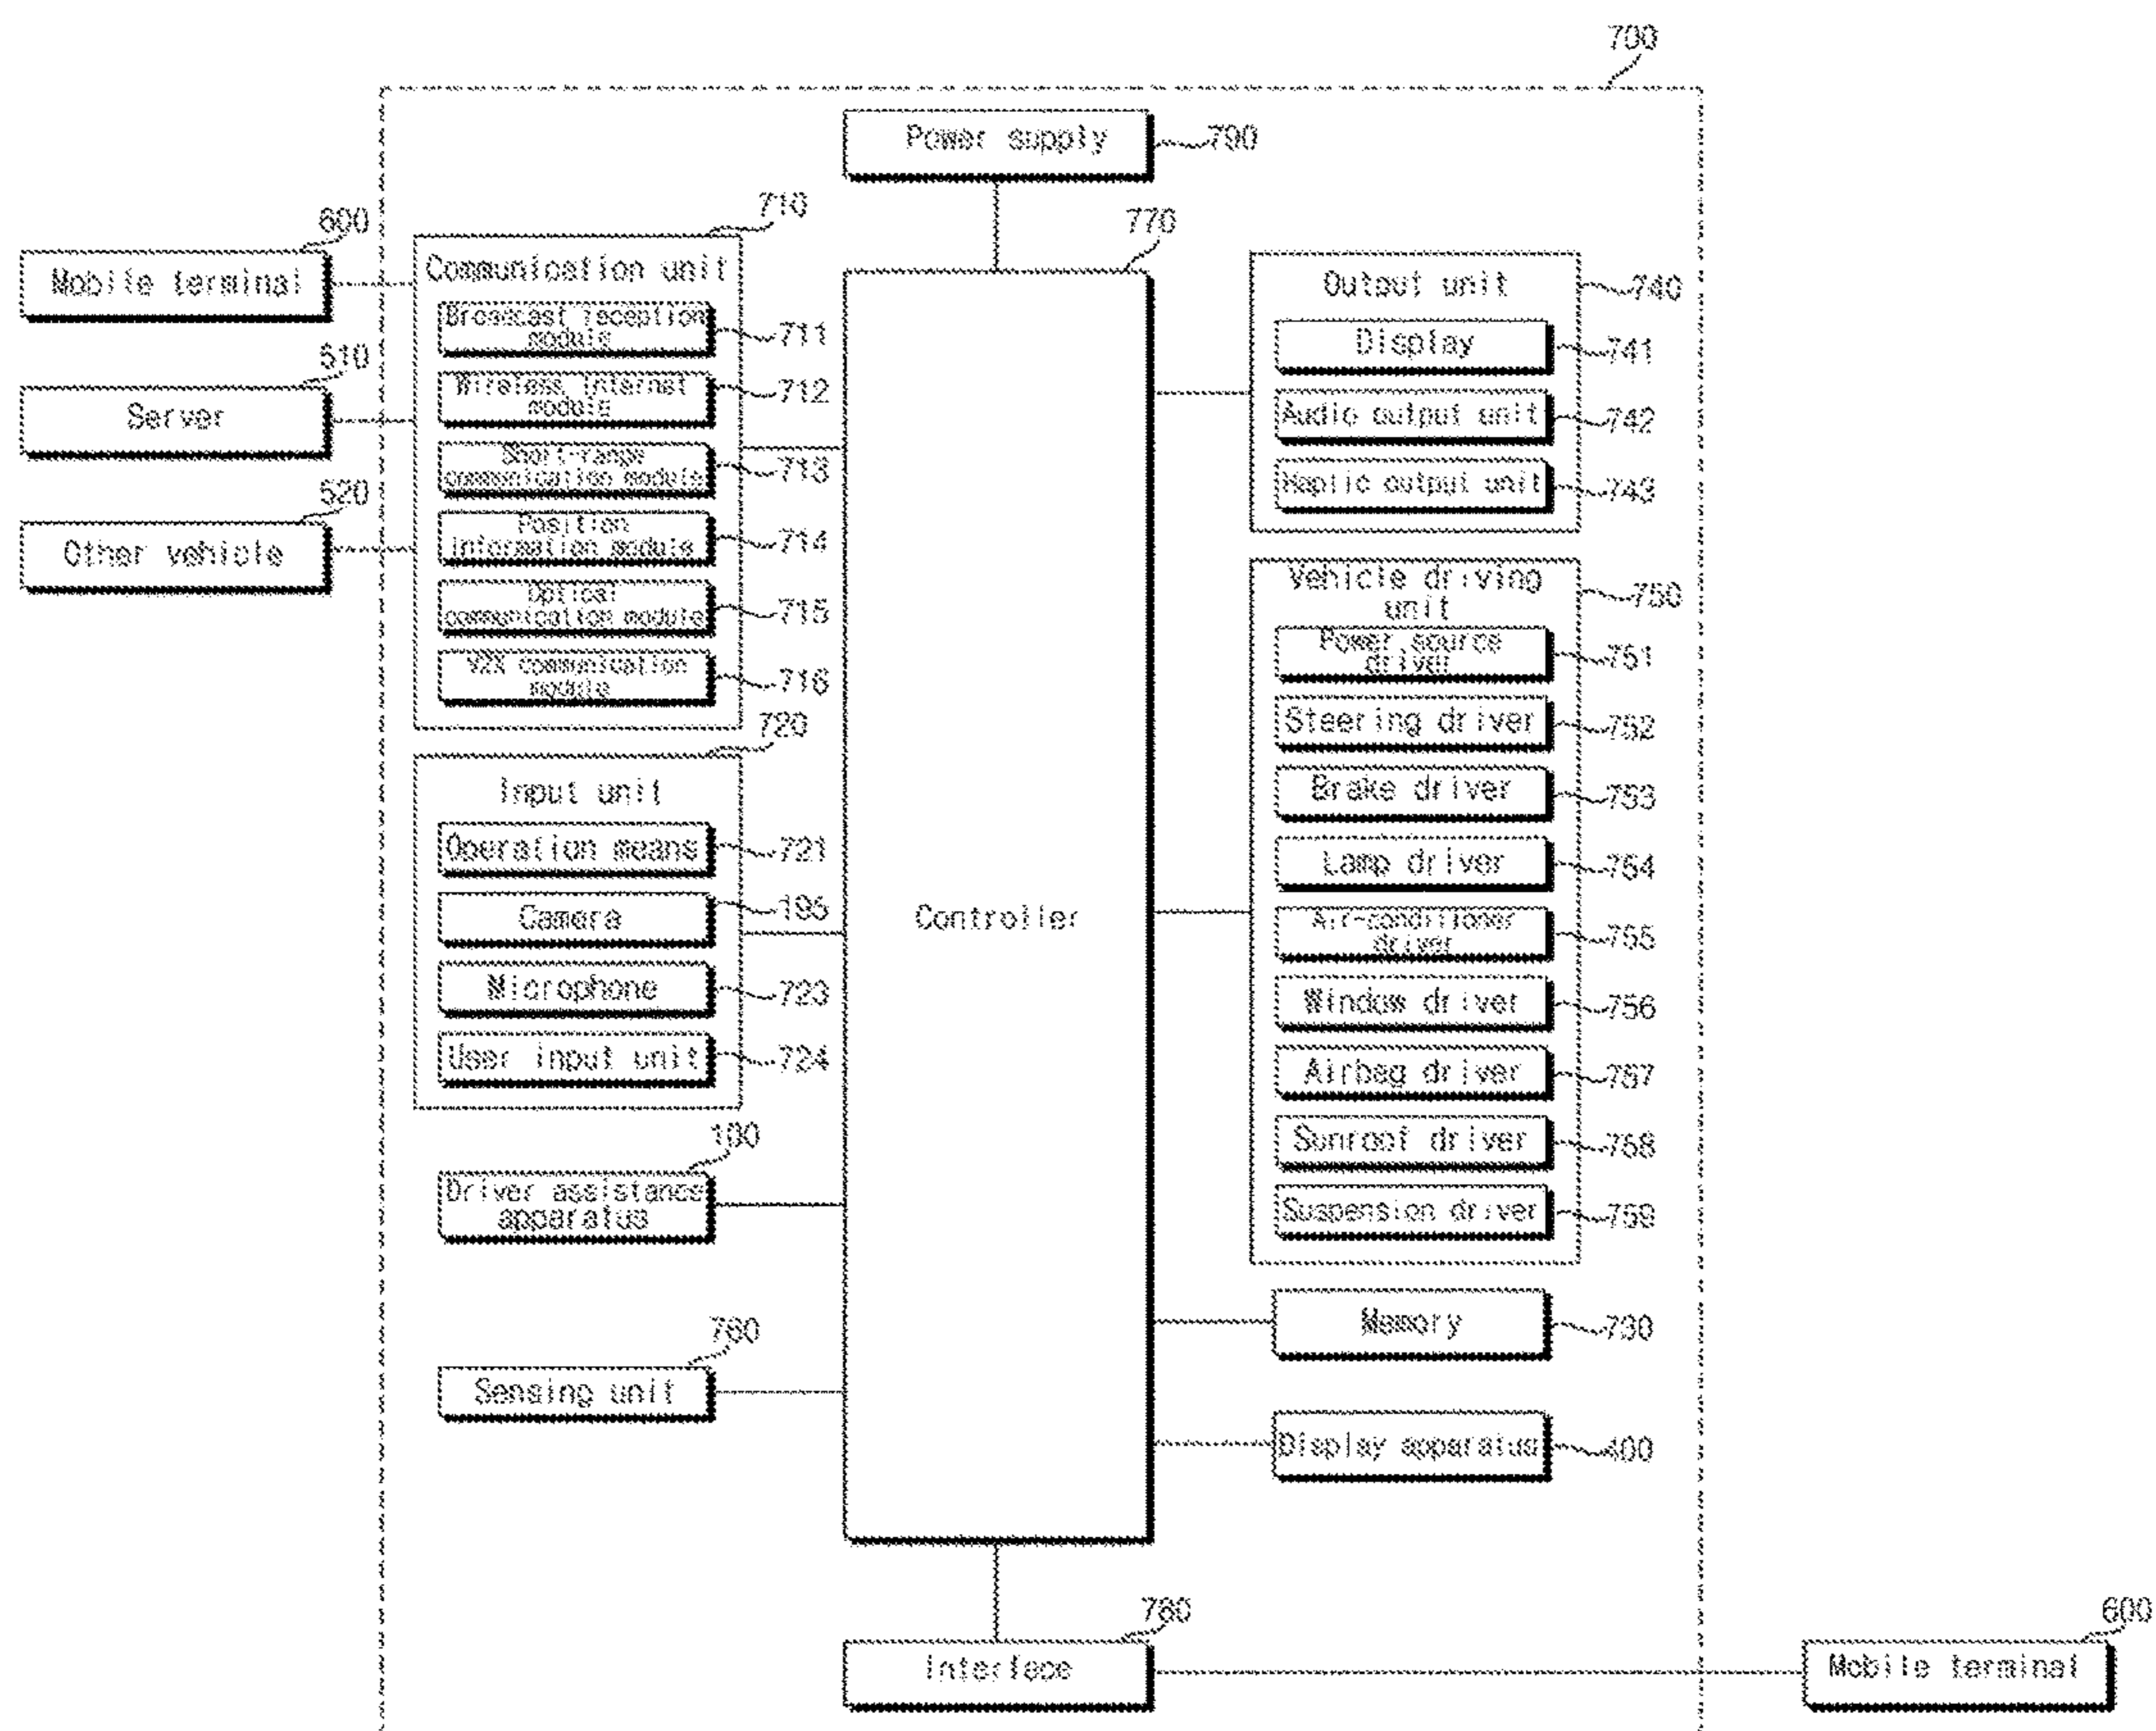 700
Power supply
790
600
Mobile terminal
510
Server
520
Other vehicle
710
Communication unit
Broadcast reception
module
711
Wireless internet
module
712
Short-range
communication module
713
Position
information module
714
Optical
communication module
715
V2X communication
module
716
720
Input unit
Operation means
721
Camera
195
Microphone
723
User input unit
724
100
Driver assistance
apparatus
760
Sensing unit
770
Controller
Output unit
740
Display
741
Audio output unit
742
Haptic output unit
743
Vehicle driving
unit
750
Power source
driver
751
Steering driver
752
Brake driver
753
Lamp driver
754
Air-conditioner
driver
755
Window driver
756
Airbag driver
757
Sunroof driver
758
Suspension driver
759
Memory
730
Display apparatus
400
780
Interface
600
Mobile terminal